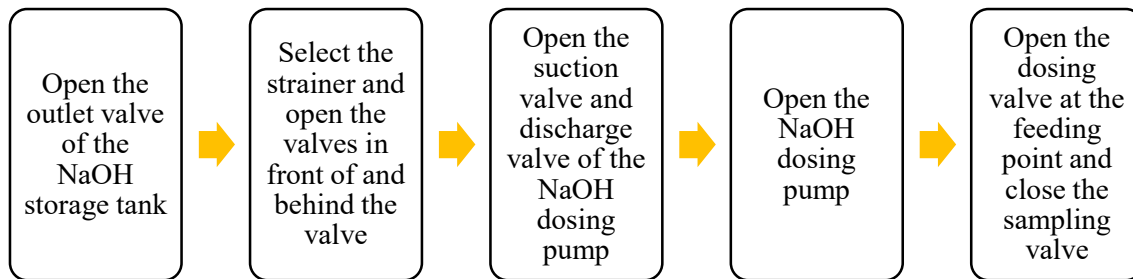 Open the
outlet valve
of the
NaOH
storage tank
Select the
strainer and
open the
valves in
front of and
behind the
valve
Open the
suction
valve and
discharge
valve of the
NaOH
dosing
pump
Open the
NaOH
dosing
pump
Open the
dosing
valve at the
feeding
point and
close the
sampling
valve